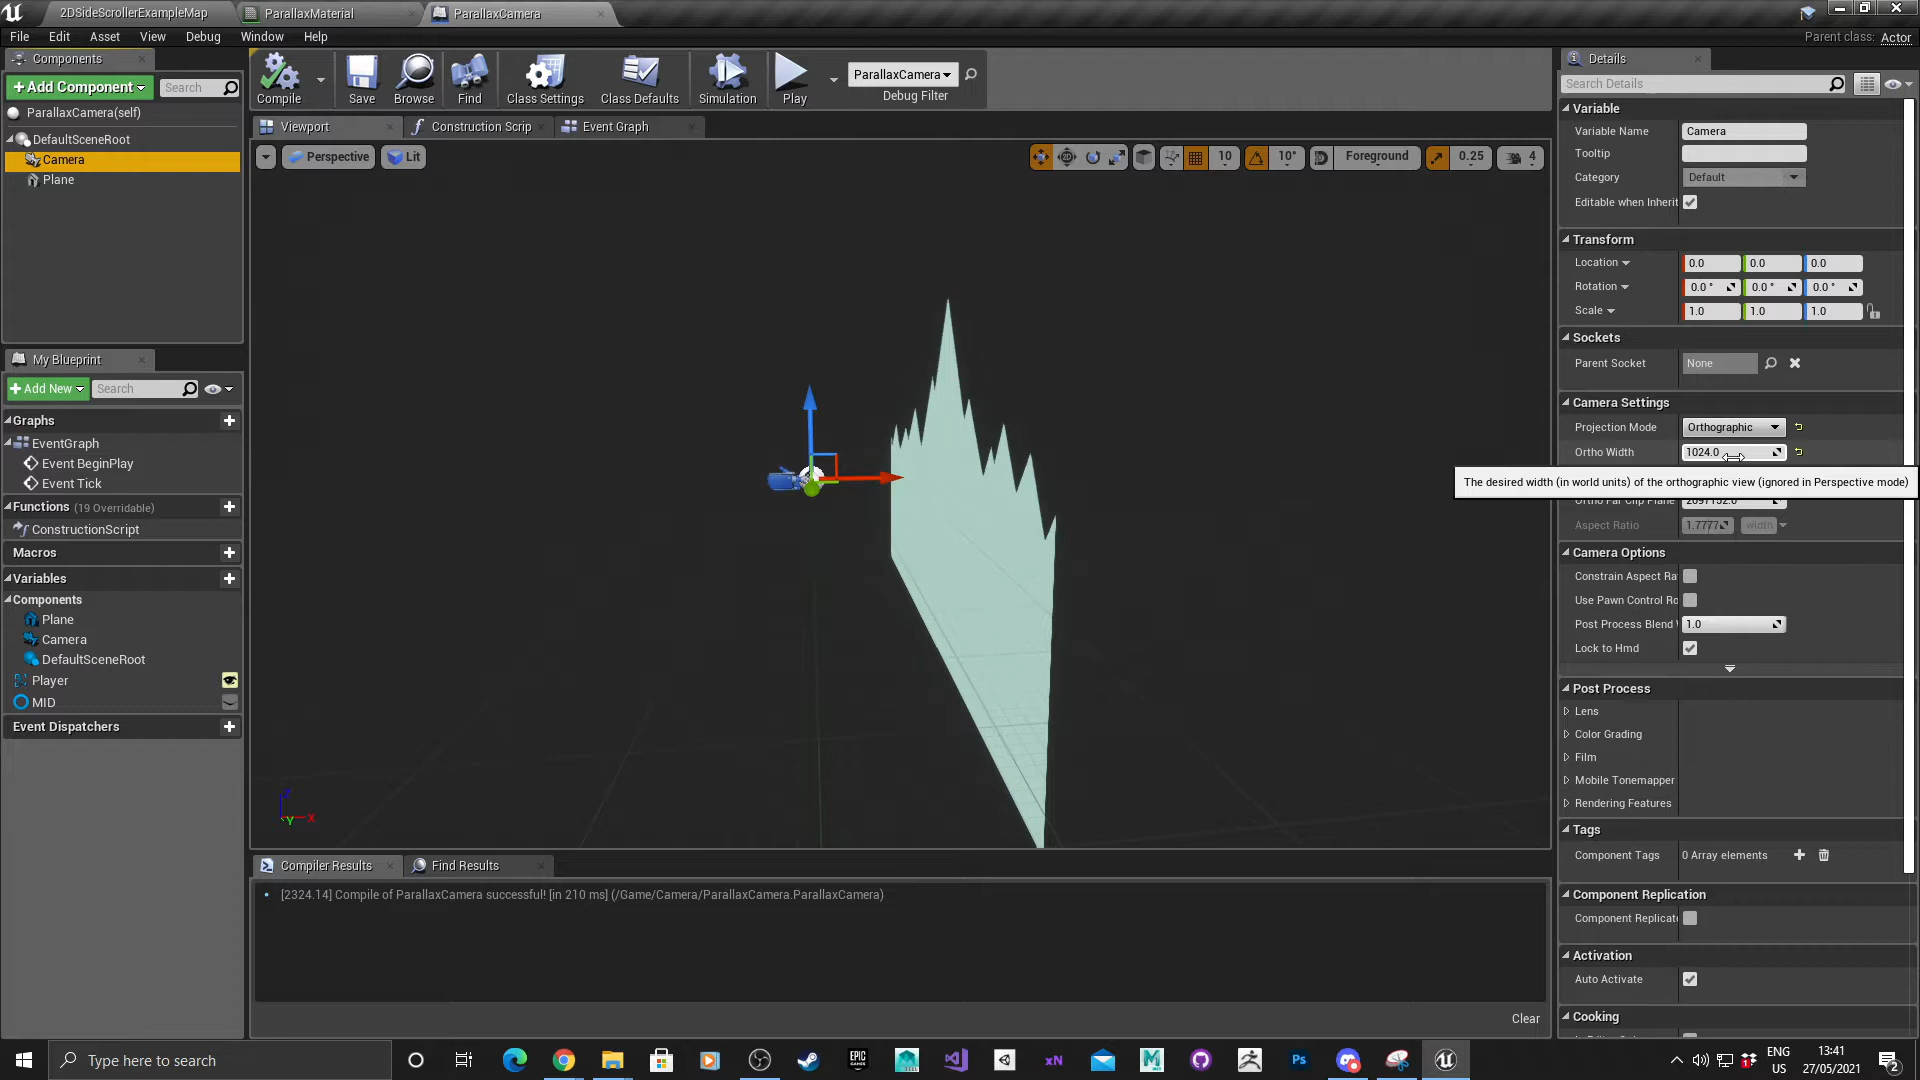 2DSideScrollerExampleMap
ParallaxMaterial
ParallaxCamera
File Edit Asset View Debug Window Help
Parent class: Actor
Components
+Add Component
Search
ParallaxCamera(self)
DefaultSceneRoot
Camera
Plane
My Blueprint
+Add New
Search
Graphs
EventGraph
Event BeginPlay
Event Tick
Functions (19 Overridable)
ConstructionScript
Macros
Variables
Components
Plane
Camera
DefaultSceneRoot
Player
MID
Event Dispatchers
Compile
Save
Browse
Find
Class Settings
Class Defaults
Simulation
Play
ParallaxCamera
Debug Filter
Viewport
Construction Scrip
Event Graph
Perspective
Lit
10
10°
Foreground
0.25
4
Z
X
Y
Compiler Results
Find Results
[2324.14] Compile of ParallaxCamera successful! [in 210 ms] (/Game/Camera/ParallaxCamera.ParallaxCamera)
Clear
Details
Search Details
Variable
Variable Name Camera
Tooltip
Category Default
Editable when Inherit
Transform
Location 0.0 0.0 0.0
Rotation 0.0 ° 0.0 ° 0.0 °
Scale 1.0 1.0 1.0
Sockets
Parent Socket None
Camera Settings
Projection Mode Orthographic
Ortho Width 1024.0
The desired width (in world units) of the orthographic view (ignored in Perspective mode)
Aspect Ratio 1.7777 width
Camera Options
Constrain Aspect Ra
Use Pawn Control Ro
Post Process Blend 1.0
Lock to Hmd
Post Process
Lens
Color Grading
Film
Mobile Tonemapper
Rendering Features
Tags
Component Tags 0 Array elements
Component Replication
Component Replicat
Activation
Auto Activate
Cooking
Type here to search
EPIC GAMES
xN
M
Ps
ENG
US
13:41
27/05/2021
2